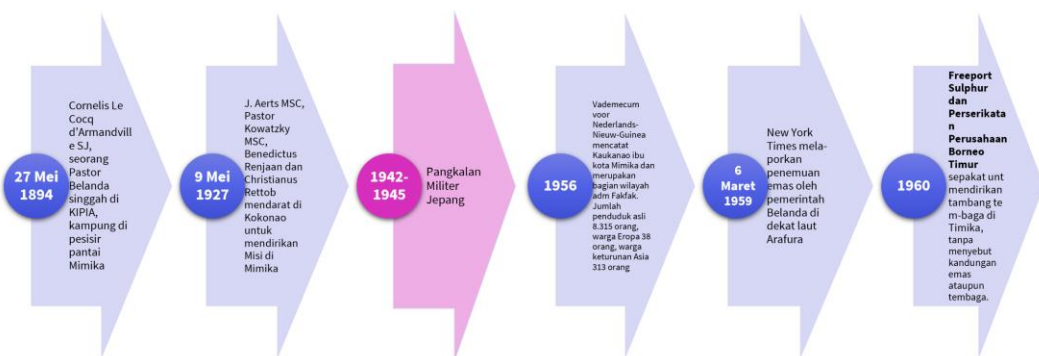 27 Mei
1894
Cornelis Le
Cocq
d'Armandvill
e SJ,
seorang
Pastor
Belanda
singgah di
KIPIA,
kampung di
pesisir
pantai
Mimika
9 Mei
1927
J. Aerts MSC,
Pastor
Kowatzky
MSC,
Benedictus
Renjaan dan
Christianus
Rettob
mendarat di
Kokonao
untuk
mendirikan
Misi di
Mimika
1942-
1945
Pangkalan
Militer
Jepang
1956
Vademecum
voor
Nederlands-
Nieuw-Guinea
mencatat
Kaukanao ibu
kota Mimika dan
merupakan
bagian wilayah
adm Fakfak.
Jumlah
penduduk asli
8.315 orang,
warga Eropa 38
orang, warga
keturunan Asia
313 orang
6
Maret
1959
New York
Times mela-
porkan
penemuan
emas oleh
pemerintah
Belanda di
dekat laut
Arafura
1960
Freeport
Sulphur
dan
Perserikata
n
Perusahaan
Borneo
Timur
sepakat unt
mendirikan
tambang te
m-baga di
Timika,
tanpa
menyebut
kandungan
emas
ataupun
tembaga.